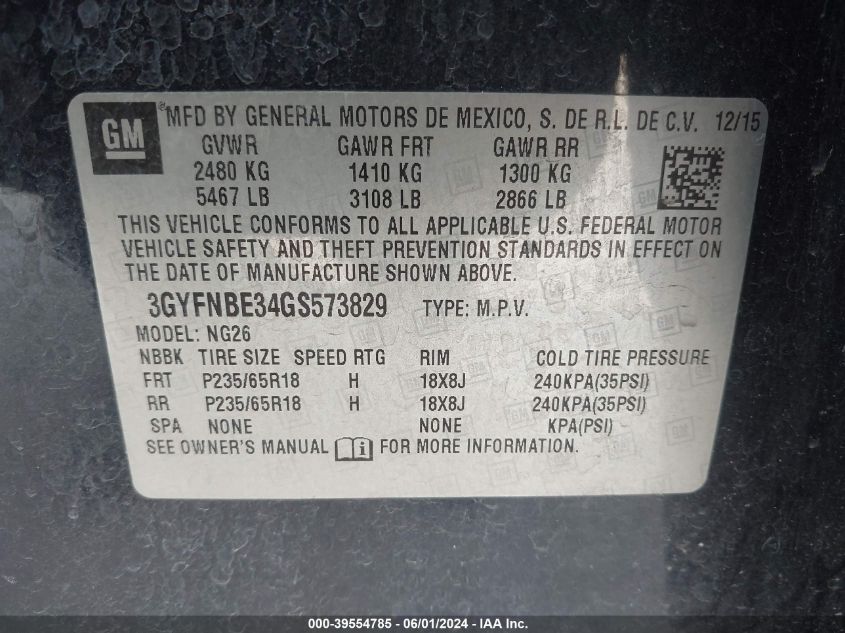 GM MFD BY GENERAL MOTORS DE MEXICO, S. DE R.L. DE C.V. 12/15
GVWR GAWR FRT GAWR RR
2480 KG 1410 KG 1300 KG
5467 LB 3108 LB 2866 LB
THIS VEHICLE CONFORMS TO ALL APPLICABLE U.S. FEDERAL MOTOR
VEHICLE SAFETY AND THEFT PREVENTION STANDARDS IN EFFECT ON
THE DATE OF MANUFACTURE SHOWN ABOVE.
3GYFNBE34GS573829 TYPE: M.P.V.
MODEL: NG26
NBBK TIRE SIZE SPEED RTG RIM COLD TIRE PRESSURE
FRT P235/65R18 H 18X8J 240KPA(35PSI)
RR P235/65R18 H 18X8J 240KPA(35PSI)
SPA NONE NONE KPA(PSI)
SEE OWNER'S MANUAL i FOR MORE INFORMATION.
000-39554785 - 06/01/2024 - IAA Inc.